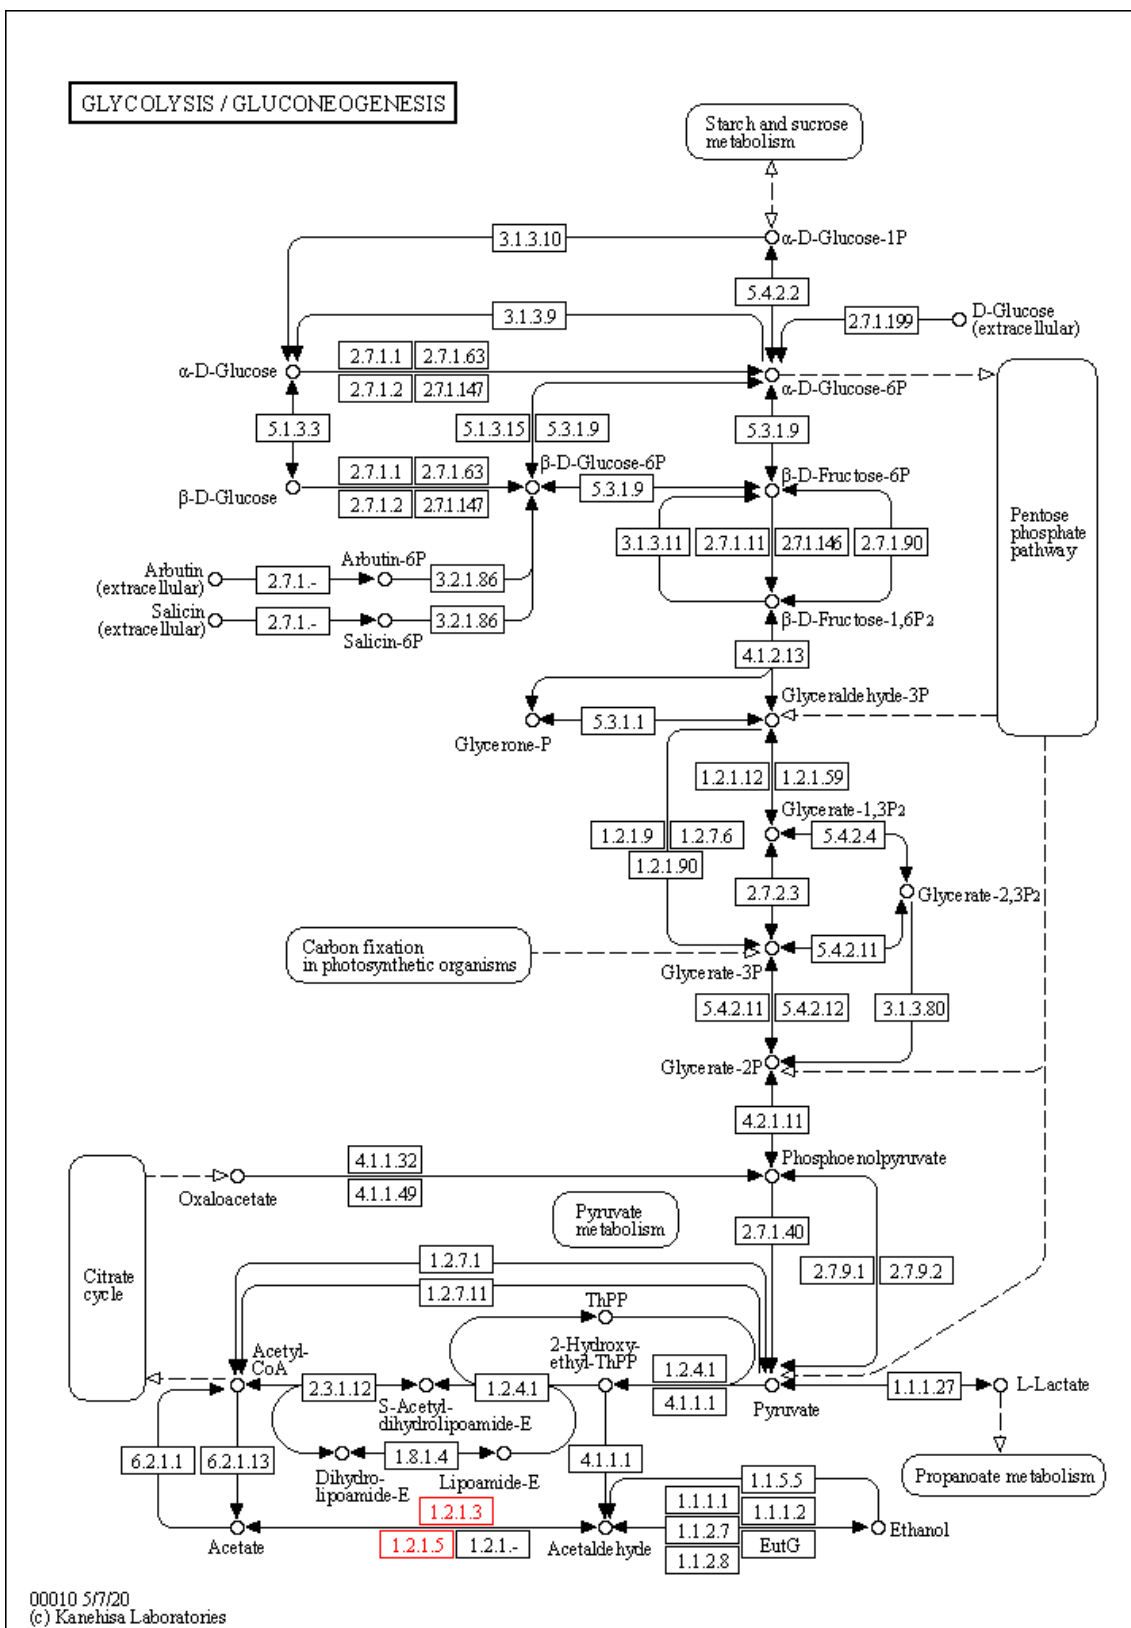 GLYCOLYSIS / GLUCONEOGENESIS
Starch and sucrose
metabolism
3.1.3.10
α-D-Glucose-1P
5.4.2.2
3.1.3.9
2.7.1.199
D-Glucose
(extracellular)
2.7.1.1
2.7.1.63
α-D-Glucose
2.7.1.2
2.7.1.147
α-D-Glucose-6P
5.1.3.3
5.1.3.15
5.3.1.9
5.3.1.9
2.7.1.1
2.7.1.63
β-D-Glucose-6P
β-D-Fructose-6P
β-D-Glucose
2.7.1.2
2.7.1.147
5.3.1.9
Pentose
phosphate
pathway
3.1.3.11
2.7.1.11
2.7.1.146
2.7.1.90
Arbutin
(extracellular)
2.7.1.-
Arbutin-6P
3.2.1.86
Salicin
(extracellular)
2.7.1.-
Salicin-6P
3.2.1.86
β-D-Fructose-1,6P2
4.1.2.13
Glyceraldehyde-3P
5.3.1.1
Glycerone-P
1.2.1.12
1.2.1.59
Glycerate-1,3P2
1.2.1.9
1.2.7.6
5.4.2.4
1.2.1.90
2.7.2.3
Glycerate-2,3P2
Carbon fixation
in photosynthetic organisms
5.4.2.11
Glycerate-3P
5.4.2.11
5.4.2.12
3.1.3.80
Glycerate-2P
4.2.1.11
4.1.1.32
Phosphoenolpyruvate
Oxaloacetate
4.1.1.49
Pyruvate
metabolism
2.7.1.40
Citrate
cycle
1.2.7.1
2.7.9.1
2.7.9.2
1.2.7.11
ThPP
Acetyl-
CoA
2-Hydroxy-
ethyl-ThPP
1.2.4.1
2.3.1.12
1.2.4.1
4.1.1.1
Pyruvate
1.1.1.27
L-Lactate
S-Acetyl-
dihydrolipoamide-E
6.2.1.1
6.2.1.13
1.8.1.4
4.1.1.1
Dihydro-
lipoamide-E
Lipoamide-E
Propanoate metabolism
1.2.1.3
1.1.5.5
1.1.1.1
1.1.1.2
Acetate
1.2.1.5
1.2.1.-
Acetaldehyde
1.1.2.7
EutG
Ethanol
1.1.2.8
00010 5/7/20
(c) Kanehisa Laboratories